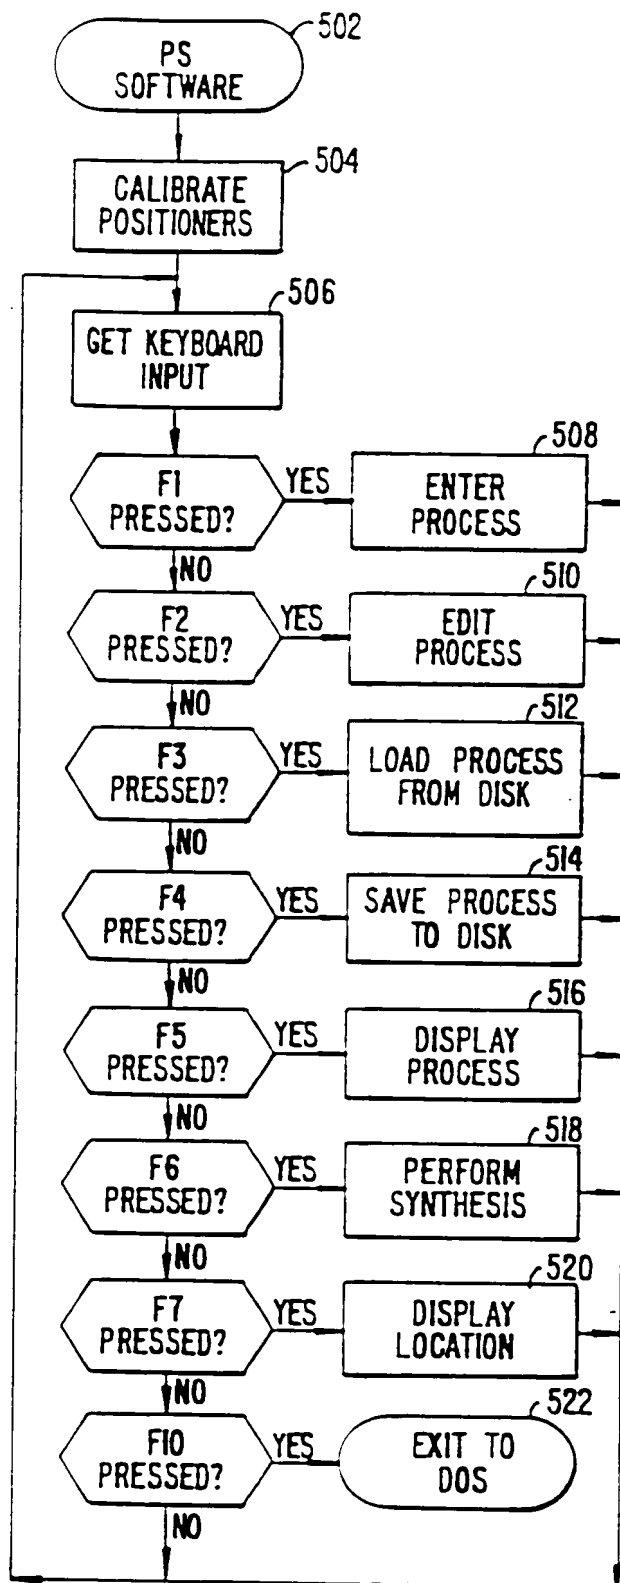 502
PS
SOFTWARE
504
CALIBRATE
POSITIONERS
506
GET KEYBOARD
INPUT
508
F1
PRESSED?
YES
ENTER
PROCESS
NO
510
F2
PRESSED?
YES
EDIT
PROCESS
NO
512
F3
PRESSED?
YES
LOAD PROCESS
FROM DISK
NO
514
F4
PRESSED?
YES
SAVE PROCESS
TO DISK
NO
516
F5
PRESSED?
YES
DISPLAY
PROCESS
NO
518
F6
PRESSED?
YES
PERFORM
SYNTHESIS
NO
520
F7
PRESSED?
YES
DISPLAY
LOCATION
NO
522
F10
PRESSED?
YES
EXIT TO
DOS
NO